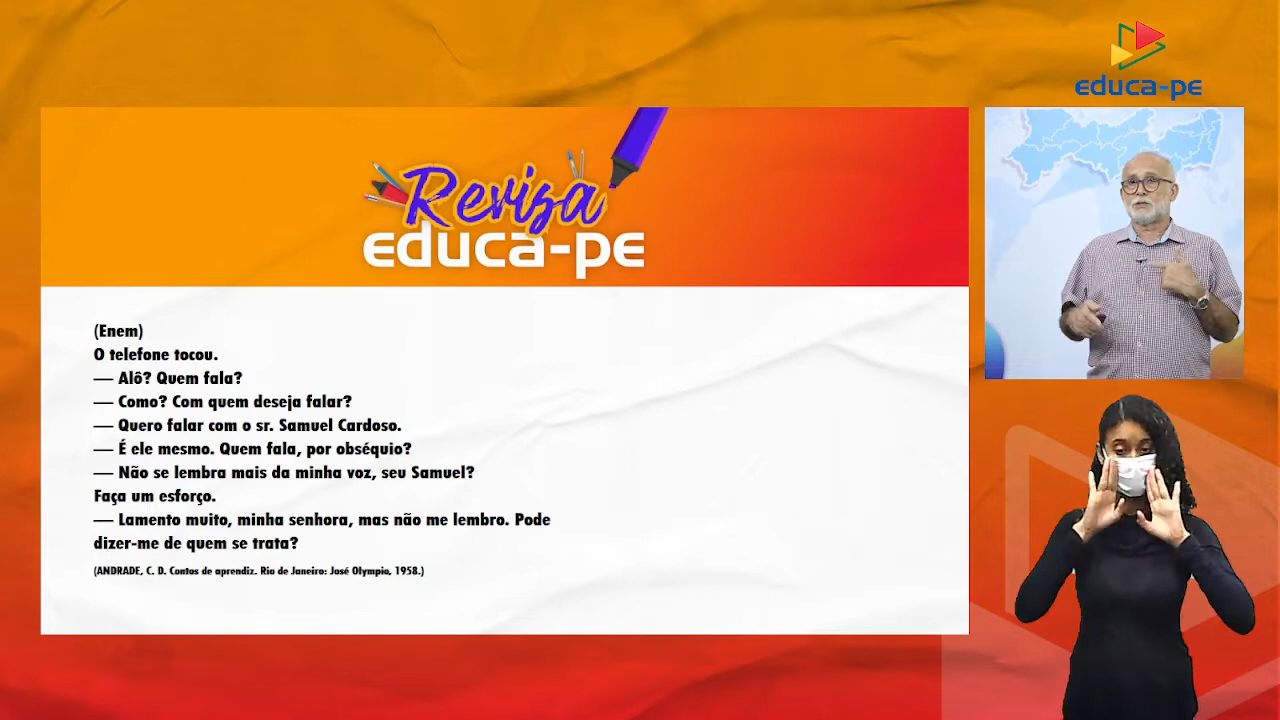 educa-pe
Revisa
educa-pe
(Enem)
O telefone tocou.
— Alô? Quem fala?
— Como? Com quem deseja falar?
— Quero falar com o sr. Samuel Cardoso.
— É ele mesmo. Quem fala, por obséquio?
— Não se lembra mais da minha voz, seu Samuel?
Faça um esforço.
— Lamento muito, minha senhora, mas não me lembro. Pode
dizer-me de quem se trata?
(ANDRADE, C. D. Contos de aprendiz. Rio de Janeiro: José Olympio, 1958.)